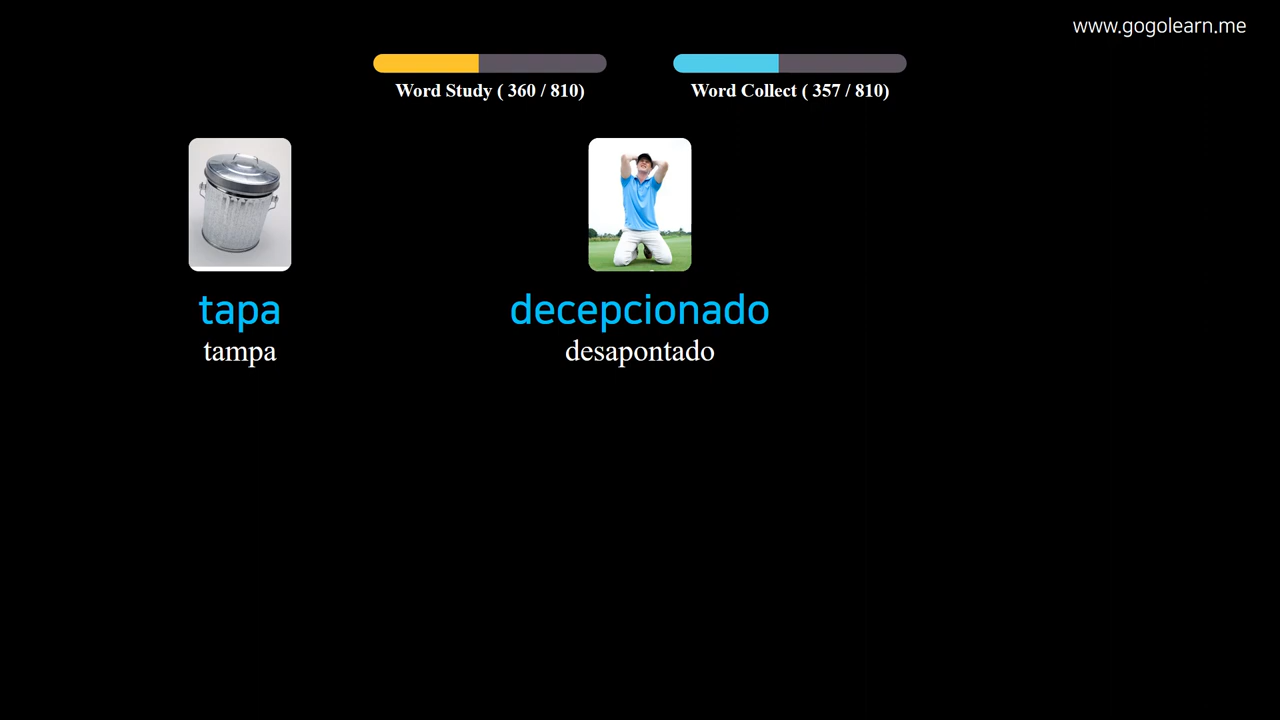 www.gogolearn.me
Word Study ( 360 / 810)
Word Collect ( 357 / 810)
tapa
tampa
decepcionado
desapontado